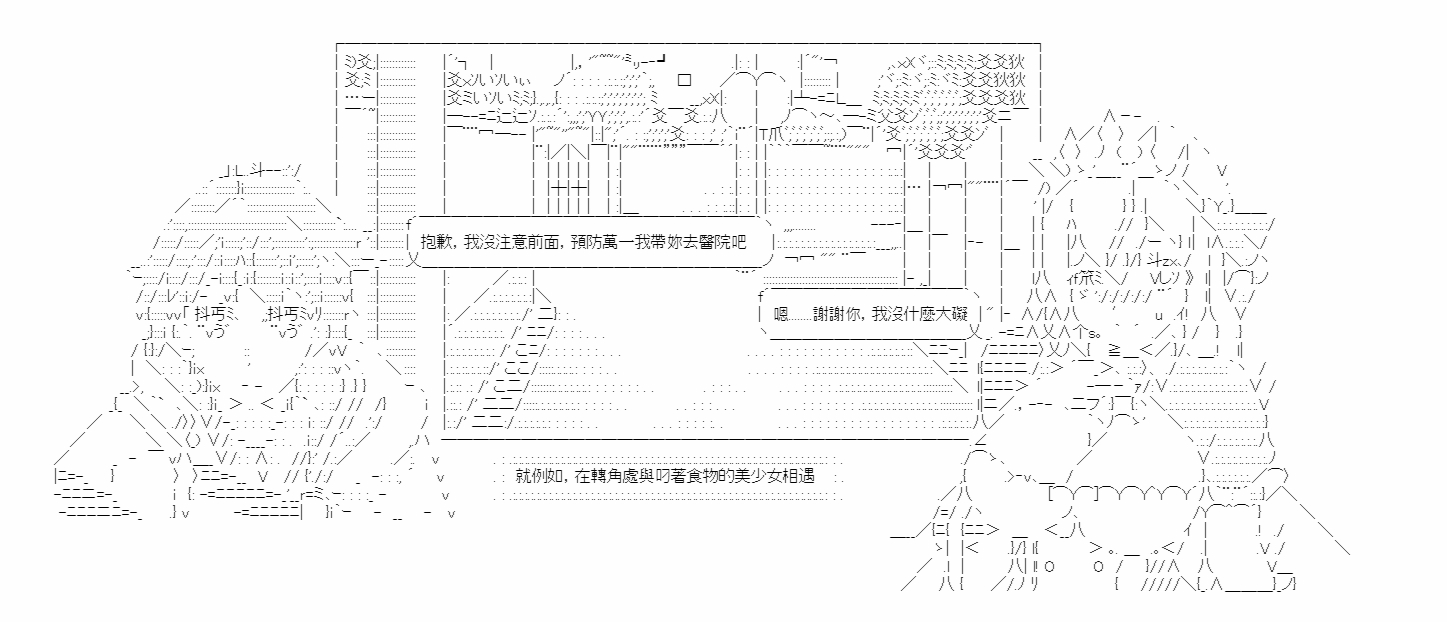 抱歉，我沒注意前面，預防萬一我帶妳去醫院吧
嗯........謝謝你，我沒什麼大礙
就例如，在轉角處與叼著食物的美少女相遇